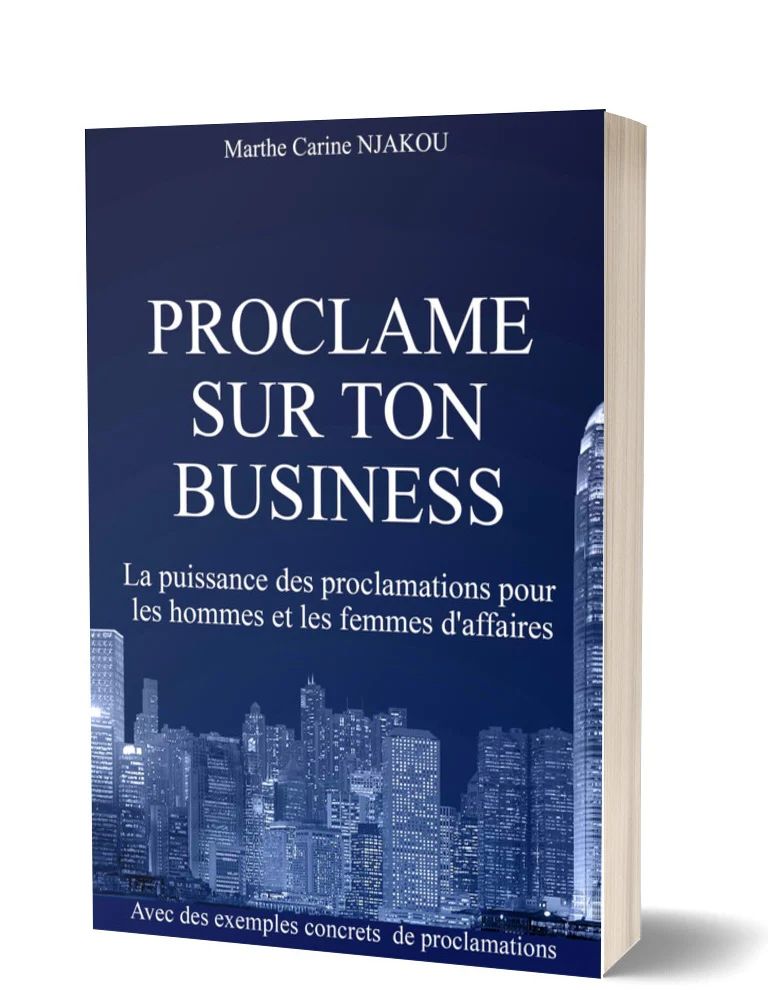 Marthe Carine NJAKOU
PROCLAME
SUR TON
BUSINESS
La puissance des proclamations pour
les hommes et les femmes d'affaires
Avec des exemples concrets de proclamations